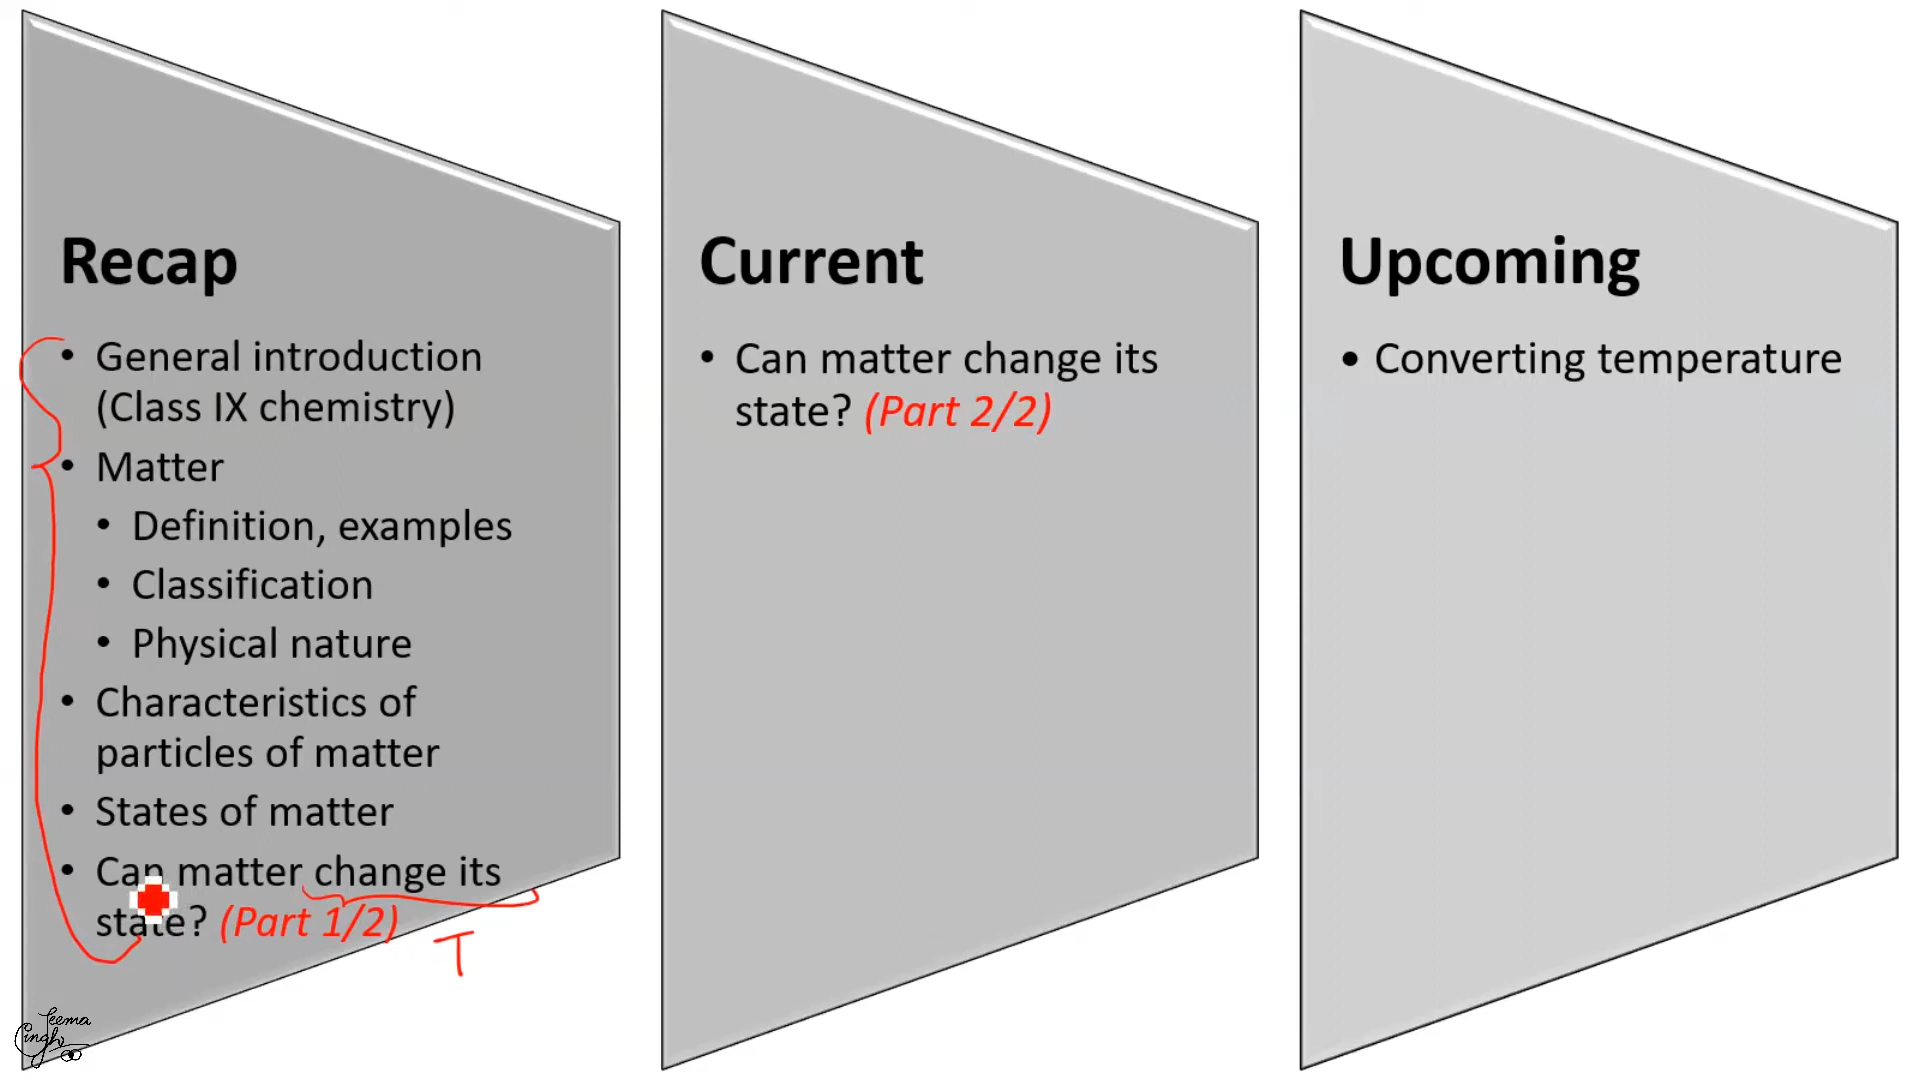 Recap
• General introduction
(Class IX chemistry)
• Matter
• Definition, examples
• Classification
• Physical nature
• Characteristics of
particles of matter
• States of matter
• Can matter change its
state? (Part 1/2)
T
Current
• Can matter change its
state? (Part 2/2)
Upcoming
• Converting temperature
Seema
Singh